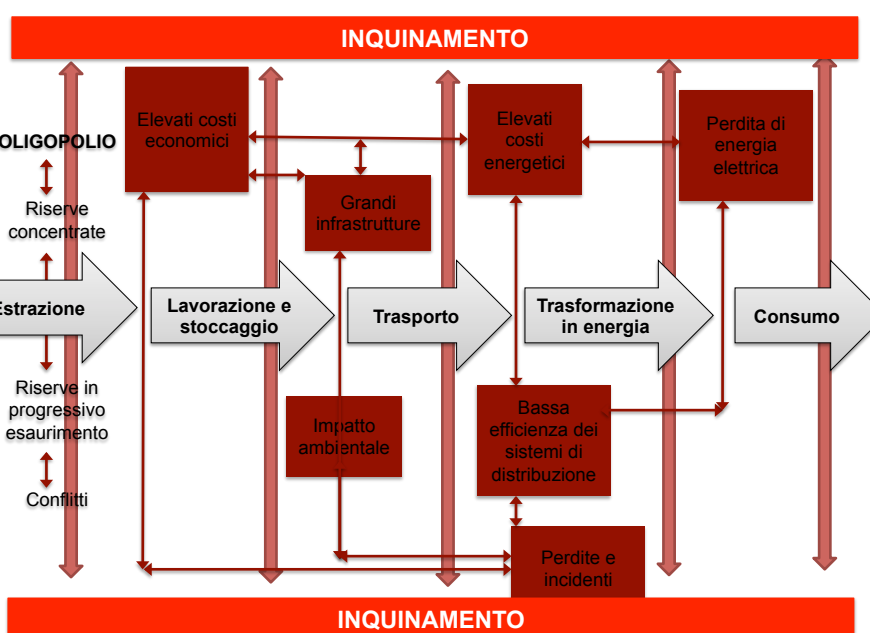 INQUINAMENTO
Elevati costi
economici
Elevati
costi
energetici
Perdita di
energia
elettrica
OLIGOPOLIO
Riserve
concentrate
Grandi
infrastrutture
Estrazione
Lavorazione e
stoccaggio
Trasporto
Trasformazione
in energia
Consumo
Riserve in
progressivo
esaurimento
Conflitti
Impatto
ambientale
Bassa
efficienza dei
sistemi di
distribuzione
Perdite e
incidenti
INQUINAMENTO